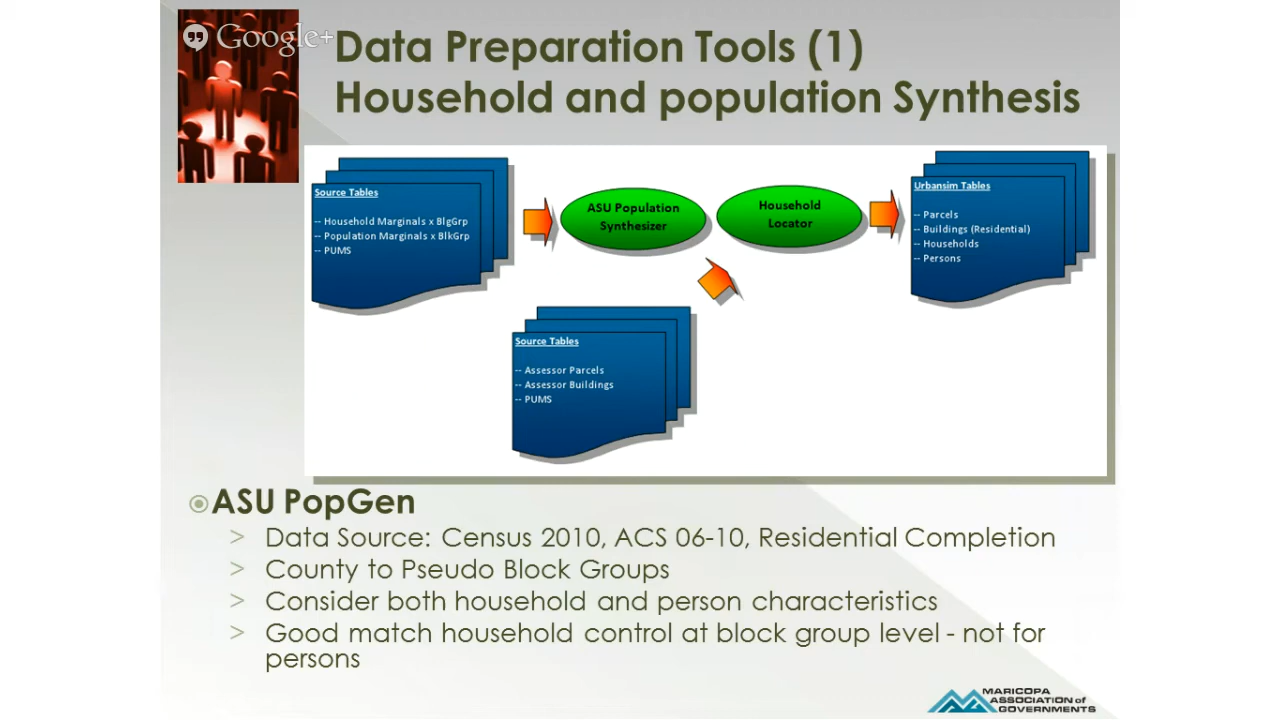 Google+
Data Preparation Tools (1)
Household and population Synthesis
Source Tables
-- Household Marginals x BlgGrp
-- Population Marginals x BlkGrp
-- PUMS
ASU Population
Synthesizer
Household
Locator
Urbansim Tables
-- Parcels
-- Buildings (Residential)
-- Households
-- Persons
Source Tables
-- Assessor Parcels
-- Assessor Buildings
-- PUMS
ASU PopGen
> Data Source: Census 2010, ACS 06-10, Residential Completion
> County to Pseudo Block Groups
> Consider both household and person characteristics
> Good match household control at block group level - not for
persons
MARICOPA
ASSOCIATION of
GOVERNMENTS